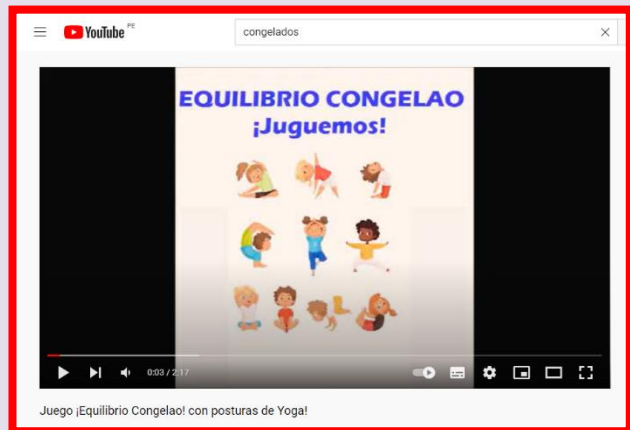 YouTube PE
congelados
EQUILIBRIO CONGELAO
¡Juguemos!
0:03 / 2:17
Juego ¡Equilibrio Congelao! con posturas de Yoga!